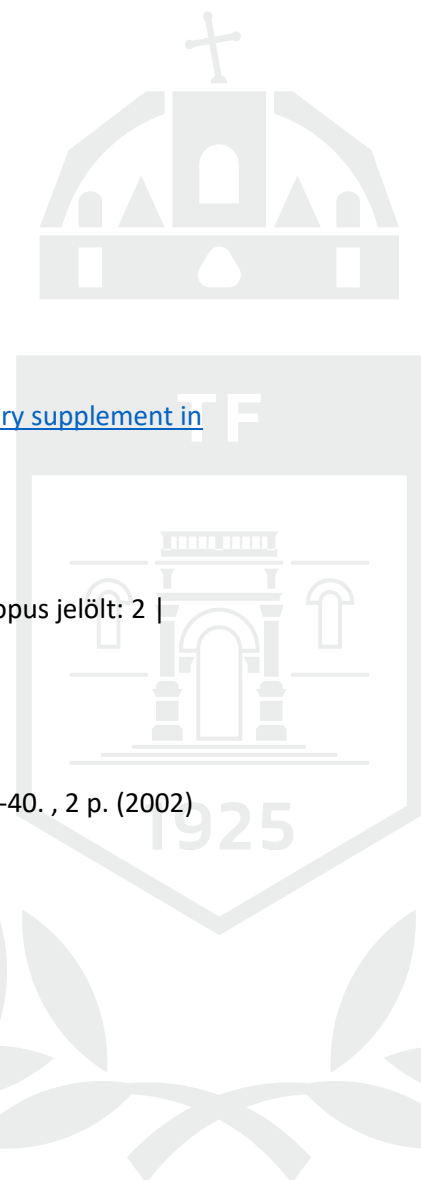 TF
ry supplement in
opus jelölt: 2 |
-40. , 2 p. (2002)
1925